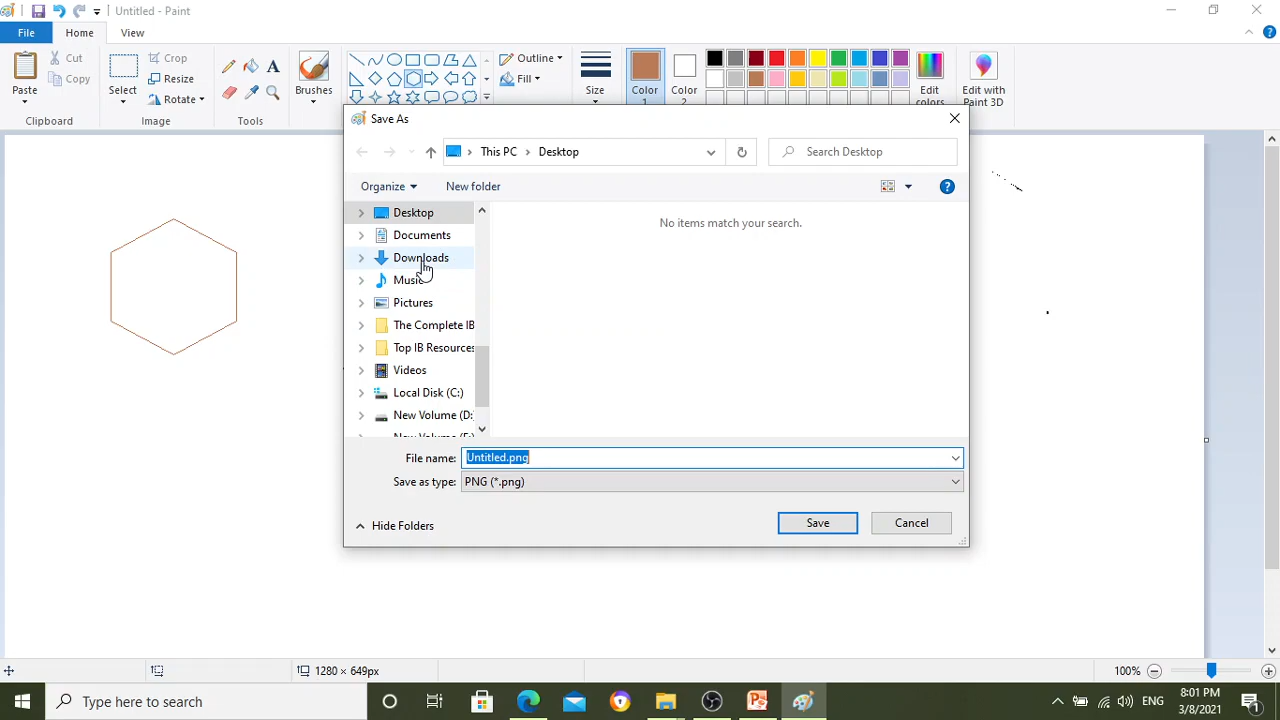 Untitled - Paint
File Home View
Paste
Cut
Copy
Clipboard
Select
Crop
Resize
Rotate
Image
Tools
Brushes
Outline
Fill
Size
Color 1
Color 2
Edit colors
Edit with Paint 3D
Save As
This PC Desktop
Search Desktop
Organize New folder
Desktop
Documents
Downloads
Music
Pictures
The Complete IB
Top IB Resources
Videos
Local Disk (C:)
New Volume (D:
No items match your search.
File name: Untitled.png
Save as type: PNG (*.png)
Hide Folders
Save Cancel
1280 × 649px
100%
Type here to search
ENG
8:01 PM
3/8/2021